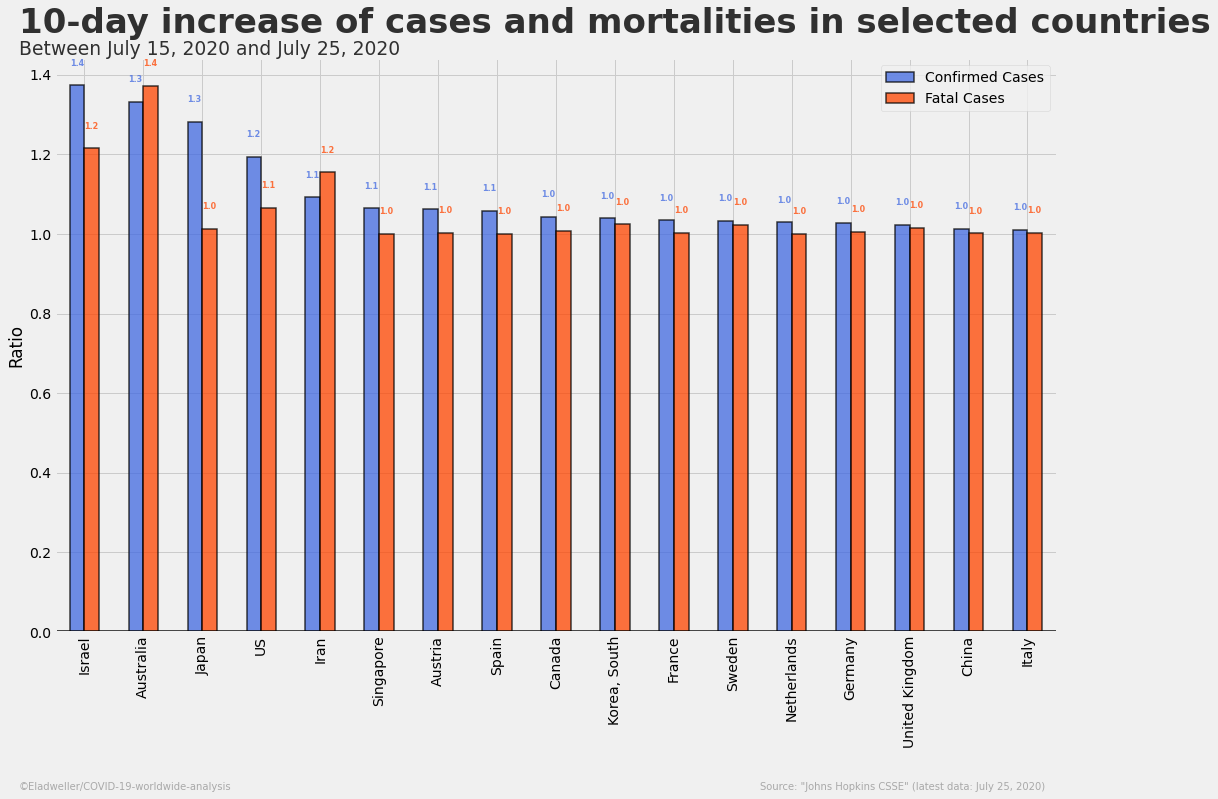 10-day increase of cases and mortalities in selected countries
Between July 15, 2020 and July 25, 2020
Confirmed Cases
Fatal Cases
Ratio
1.4
1.2
1.0
0.8
0.6
0.4
0.2
0.0
1.4 1.2 1.3 1.4 1.3 1.0 1.2 1.1 1.1 1.2 1.1 1.0 1.1 1.0 1.1 1.0 1.0 1.0 1.0 1.0 1.0 1.0 1.0 1.0 1.0 1.0 1.0 1.0 1.0 1.0 1.0 1.0 1.0 1.0
Israel
Australia
Japan
US
Iran
Singapore
Austria
Spain
Canada
Korea, South
France
Sweden
Netherlands
Germany
United Kingdom
China
Italy
©Eladweller/COVID-19-worldwide-analysis
Source: "Johns Hopkins CSSE" (latest data: July 25, 2020)